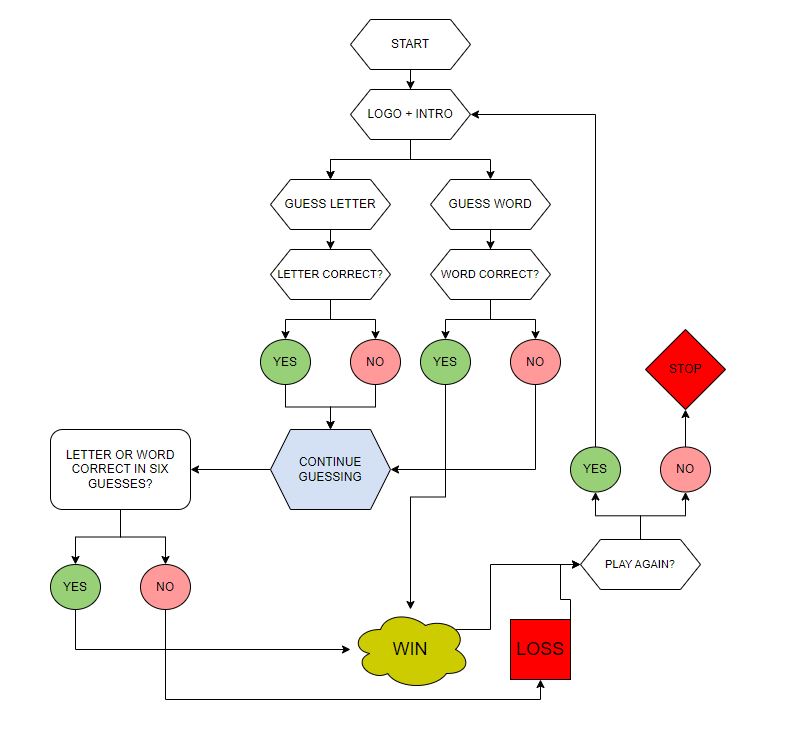 START
LOGO + INTRO
GUESS LETTER
GUESS WORD
LETTER CORRECT?
WORD CORRECT?
YES
NO
YES
NO
STOP
LETTER OR WORD
CORRECT IN SIX
GUESSES?
CONTINUE
GUESSING
YES
NO
PLAY AGAIN?
YES
NO
WIN
LOSS